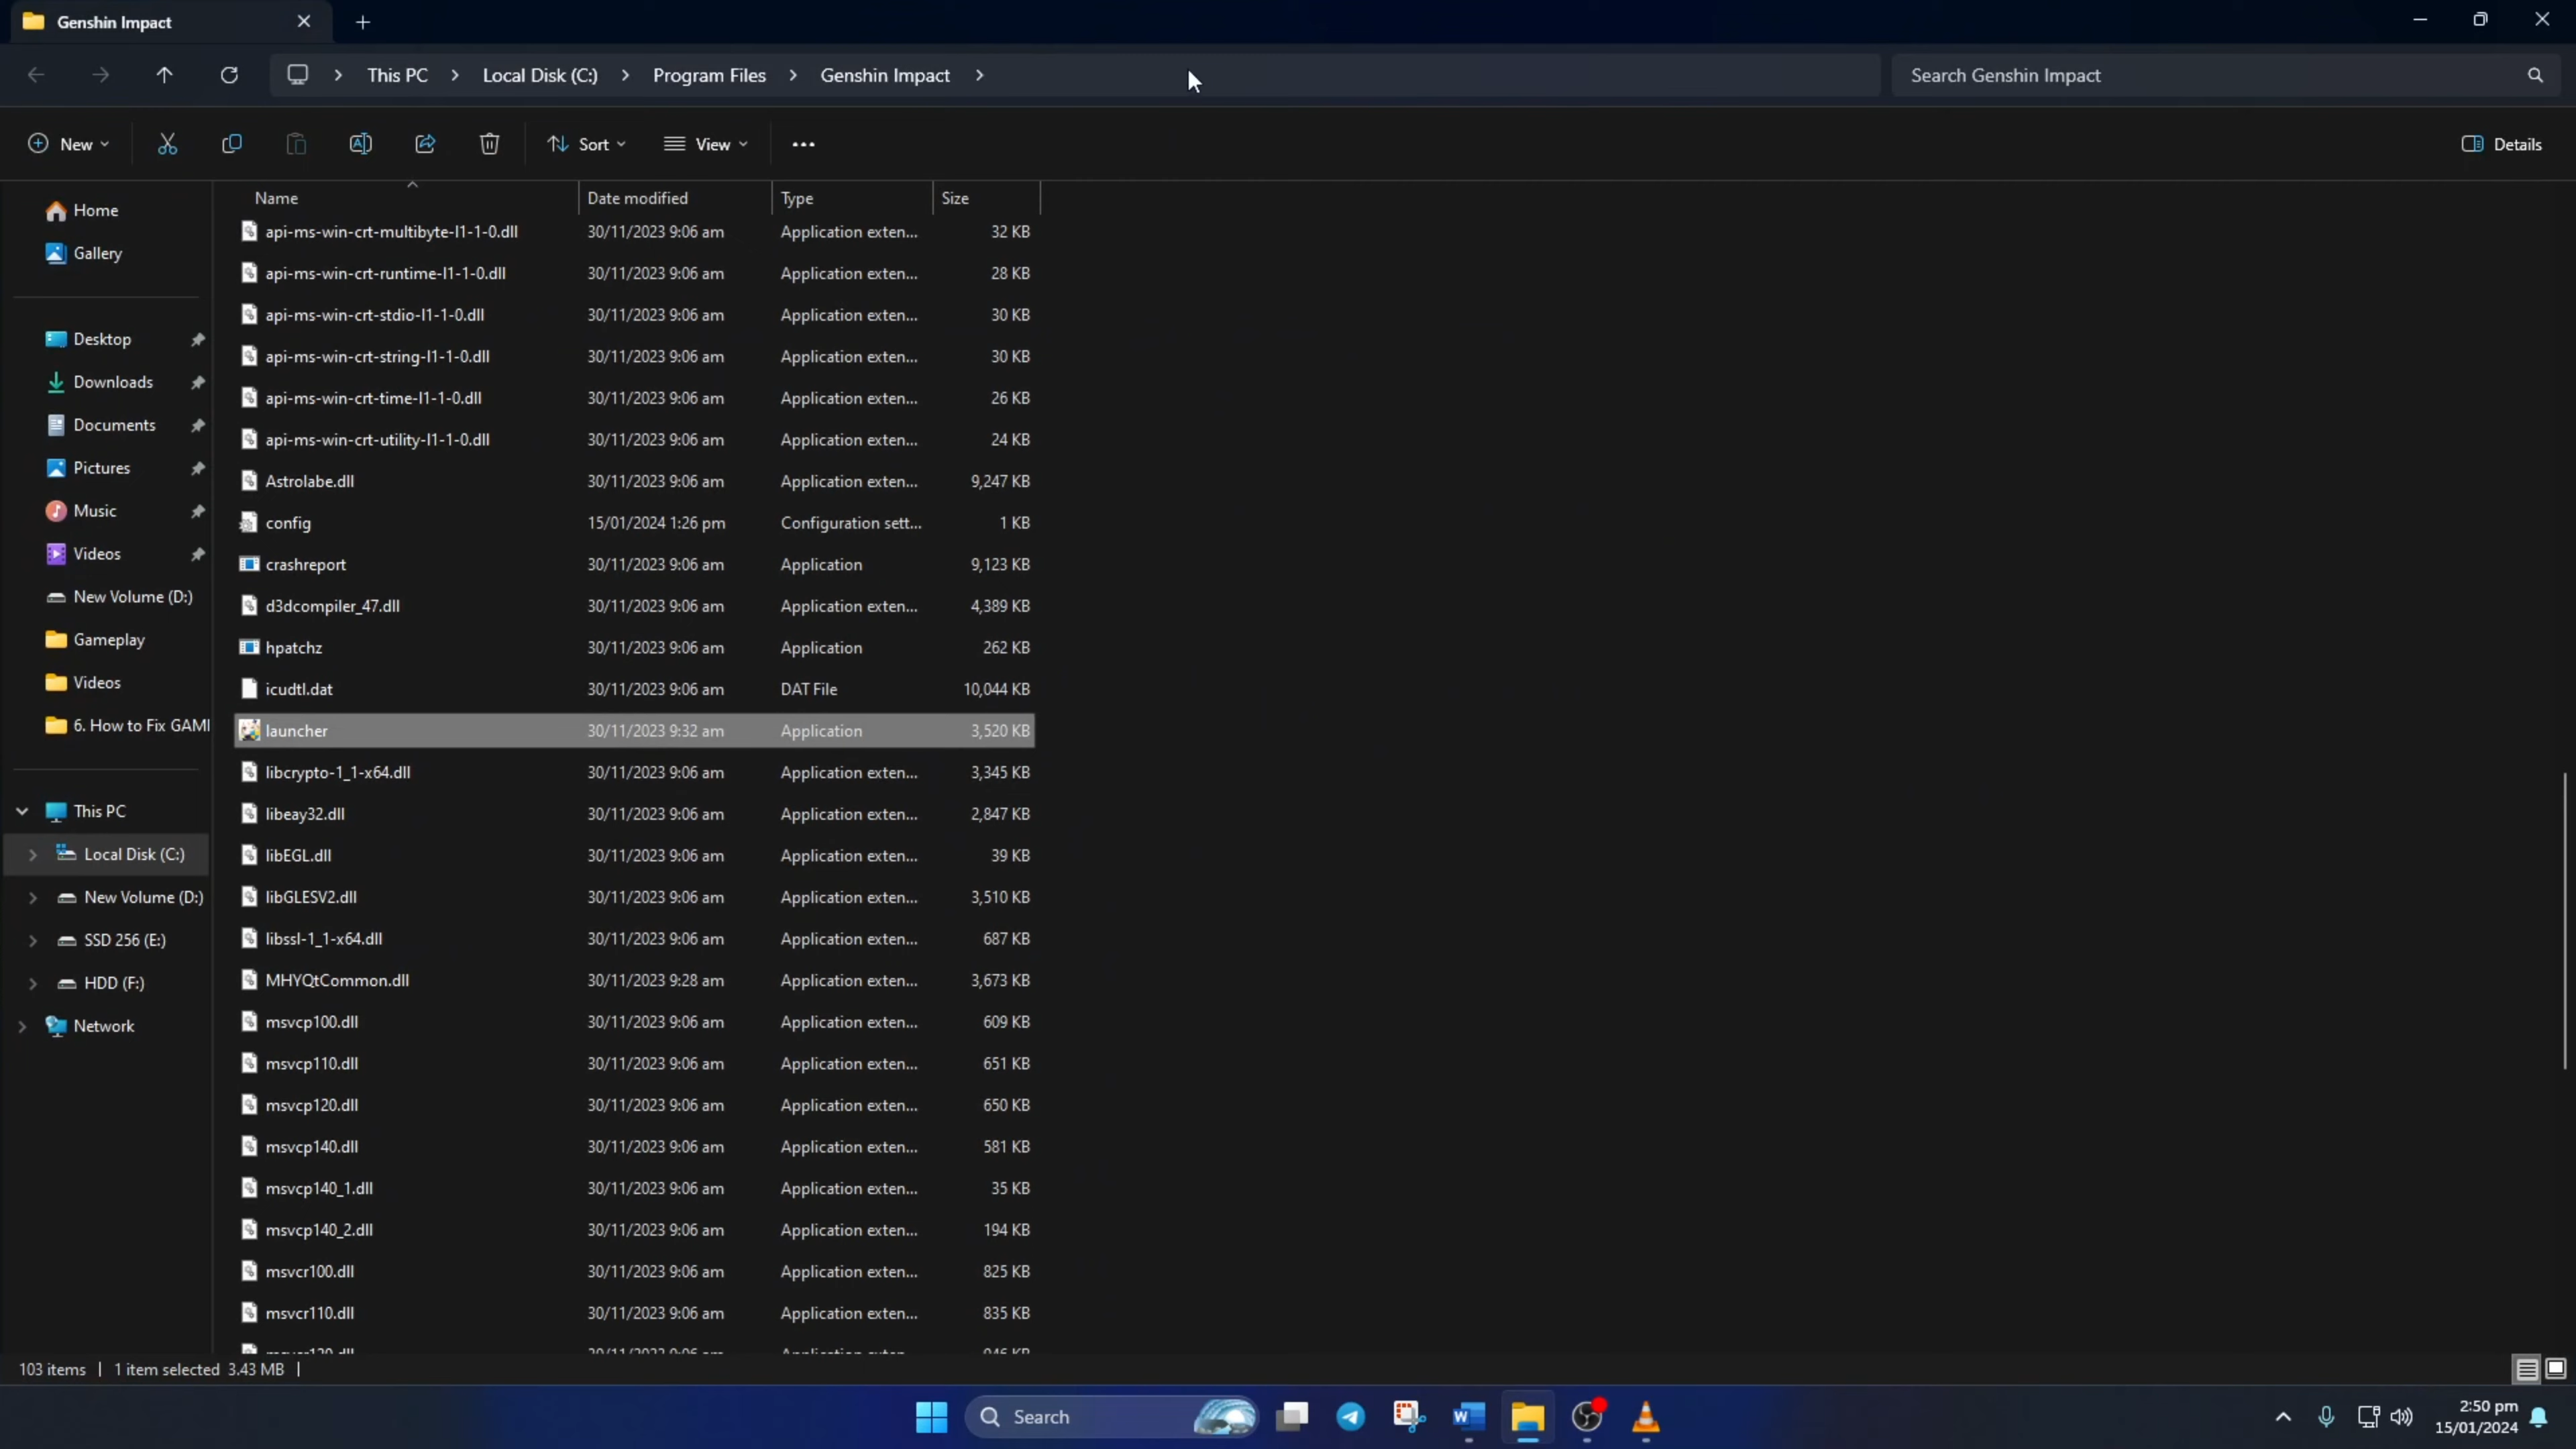 Genshin Impact
This PC > Local Disk (C:) > Program Files > Genshin Impact >
Search Genshin Impact
New Sort View ••• Details
Home
Gallery
Desktop
Downloads
Documents
Pictures
Music
Videos
New Volume (D:)
Gameplay
Videos
6. How to Fix GAMI
This PC
Local Disk (C:)
New Volume (D:)
SSD 256 (E:)
HDD (F:)
Network
Name Date modified Type Size
api-ms-win-crt-multibyte-l1-1-0.dll 30/11/2023 9:06 am Application exten... 32 KB
api-ms-win-crt-runtime-l1-1-0.dll 30/11/2023 9:06 am Application exten... 28 KB
api-ms-win-crt-stdio-l1-1-0.dll 30/11/2023 9:06 am Application exten... 30 KB
api-ms-win-crt-string-l1-1-0.dll 30/11/2023 9:06 am Application exten... 30 KB
api-ms-win-crt-time-l1-1-0.dll 30/11/2023 9:06 am Application exten... 26 KB
api-ms-win-crt-utility-l1-1-0.dll 30/11/2023 9:06 am Application exten... 24 KB
Astrolabe.dll 30/11/2023 9:06 am Application exten... 9,247 KB
config 15/01/2024 1:26 pm Configuration sett... 1 KB
crashreport 30/11/2023 9:06 am Application 9,123 KB
d3dcompiler_47.dll 30/11/2023 9:06 am Application exten... 4,389 KB
hpatchz 30/11/2023 9:06 am Application 262 KB
icudtl.dat 30/11/2023 9:06 am DAT File 10,044 KB
launcher 30/11/2023 9:32 am Application 3,520 KB
libcrypto-1_1-x64.dll 30/11/2023 9:06 am Application exten... 3,345 KB
libeay32.dll 30/11/2023 9:06 am Application exten... 2,847 KB
libEGL.dll 30/11/2023 9:06 am Application exten... 39 KB
libGLESV2.dll 30/11/2023 9:06 am Application exten... 3,510 KB
libssl-1_1-x64.dll 30/11/2023 9:06 am Application exten... 687 KB
MHYQtCommon.dll 30/11/2023 9:28 am Application exten... 3,673 KB
msvcp100.dll 30/11/2023 9:06 am Application exten... 609 KB
msvcp110.dll 30/11/2023 9:06 am Application exten... 651 KB
msvcp120.dll 30/11/2023 9:06 am Application exten... 650 KB
msvcp140.dll 30/11/2023 9:06 am Application exten... 581 KB
msvcp140_1.dll 30/11/2023 9:06 am Application exten... 35 KB
msvcp140_2.dll 30/11/2023 9:06 am Application exten... 194 KB
msvcr100.dll 30/11/2023 9:06 am Application exten... 825 KB
msvcr110.dll 30/11/2023 9:06 am Application exten... 835 KB
103 items | 1 item selected 3.43 MB |
Search
2:50 pm
15/01/2024